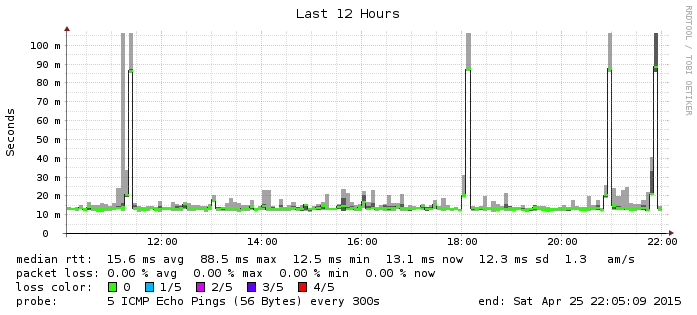 Last 12 Hours
RRDTOOL / TOBI OETIKER
Seconds
100 m
90 m
80 m
70 m
60 m
50 m
40 m
30 m
20 m
10 m
0
12:00 14:00 16:00 18:00 20:00 22:00
median rtt: 15.6 ms avg 88.5 ms max 12.5 ms min 13.1 ms now 12.3 ms sd 1.3 am/s
packet loss: 0.00 % avg 0.00 % max 0.00 % min 0.00 % now
loss color: 0 1/5 2/5 3/5 4/5
probe: 5 ICMP Echo Pings (56 Bytes) every 300s end: Sat Apr 25 22:05:09 2015